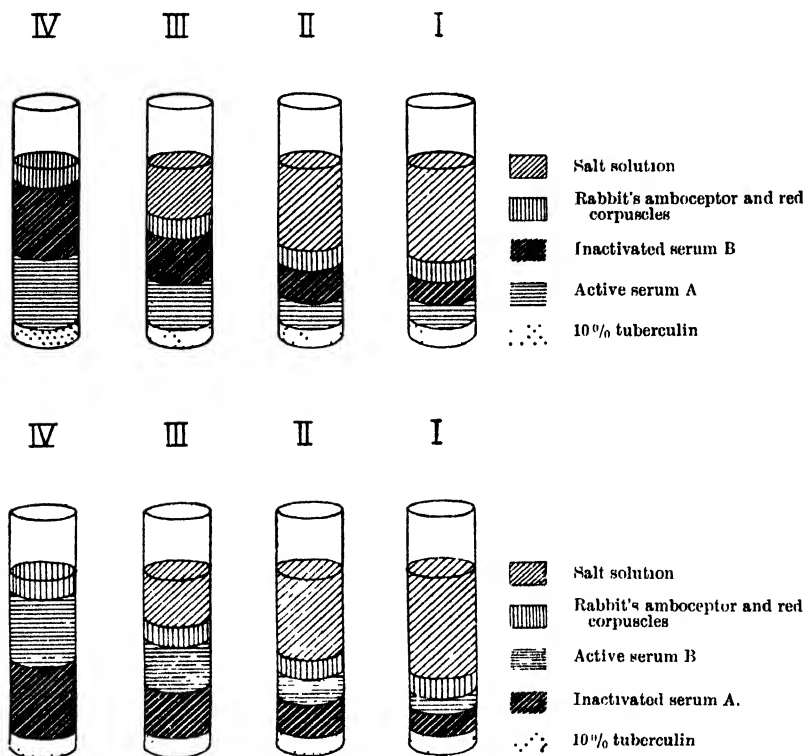 IV III II I
Salt solution
Rabbit's amboceptor and red
corpuscles
Inactivated serum B
Active serum A
10% tuberculin
IV III II I
Salt solution
Rabbit's amboceptor and red
corpuscles
Active serum B
Inactivated serum A.
10% tuberculin